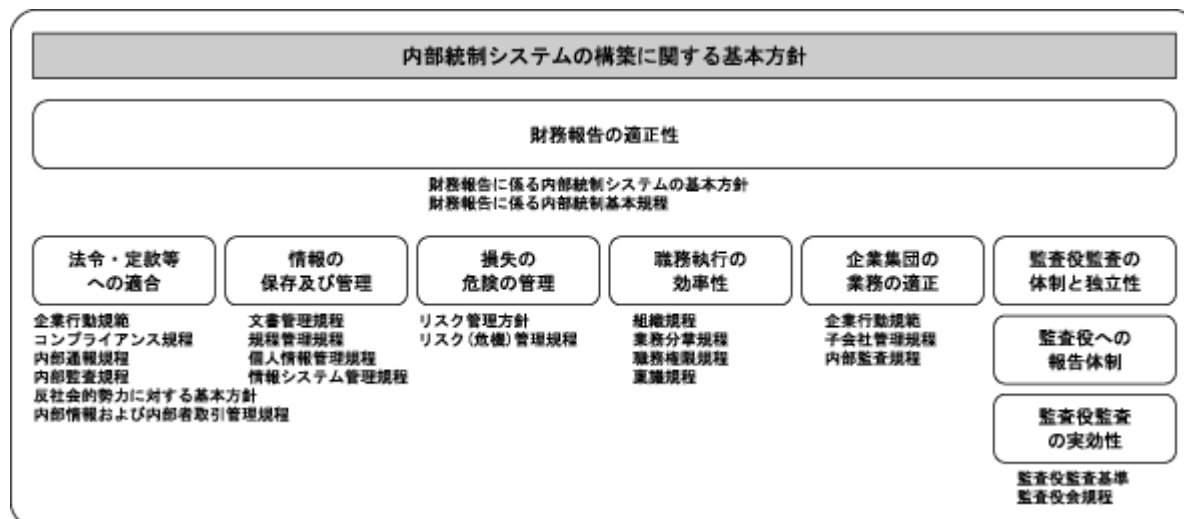 内部統制システムの構築に関する基本方針
財務報告の適正性
財務報告に係る内部統制システムの基本方針
財務報告に係る内部統制基本規程
法令・定款等
への適合
企業行動規範
コンプライアンス規程
内部通報規程
内部監査規程
反社会的勢力に対する基本方針
内部情報および内部者取引管理規程
情報の
保存及び管理
文書管理規程
規程管理規程
個人情報管理規程
情報システム管理規程
損失の
危険の管理
リスク管理方針
リスク(危機)管理規程
職務執行の
効率性
組織規程
業務分掌規程
職務権限規程
稟議規程
企業集団の
業務の適正
企業行動規範
子会社管理規程
内部監査規程
監査役監査の
体制と独立性
監査役への
報告体制
監査役監査
の実効性
監査役監査基準
監査役会規程